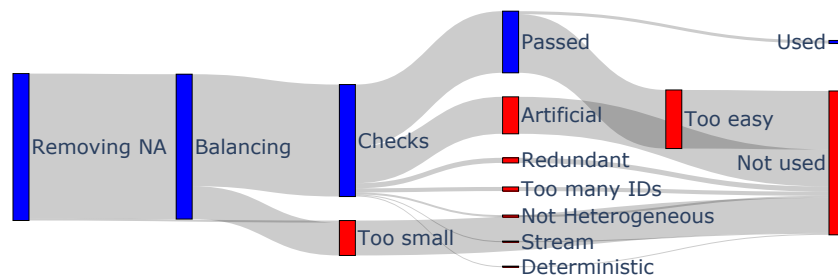 Removing NA
Balancing
Checks
Too small
Passed
Artificial
Redundant
Too many IDs
Not Heterogeneous
Stream
Deterministic
Too easy
Used
Not used